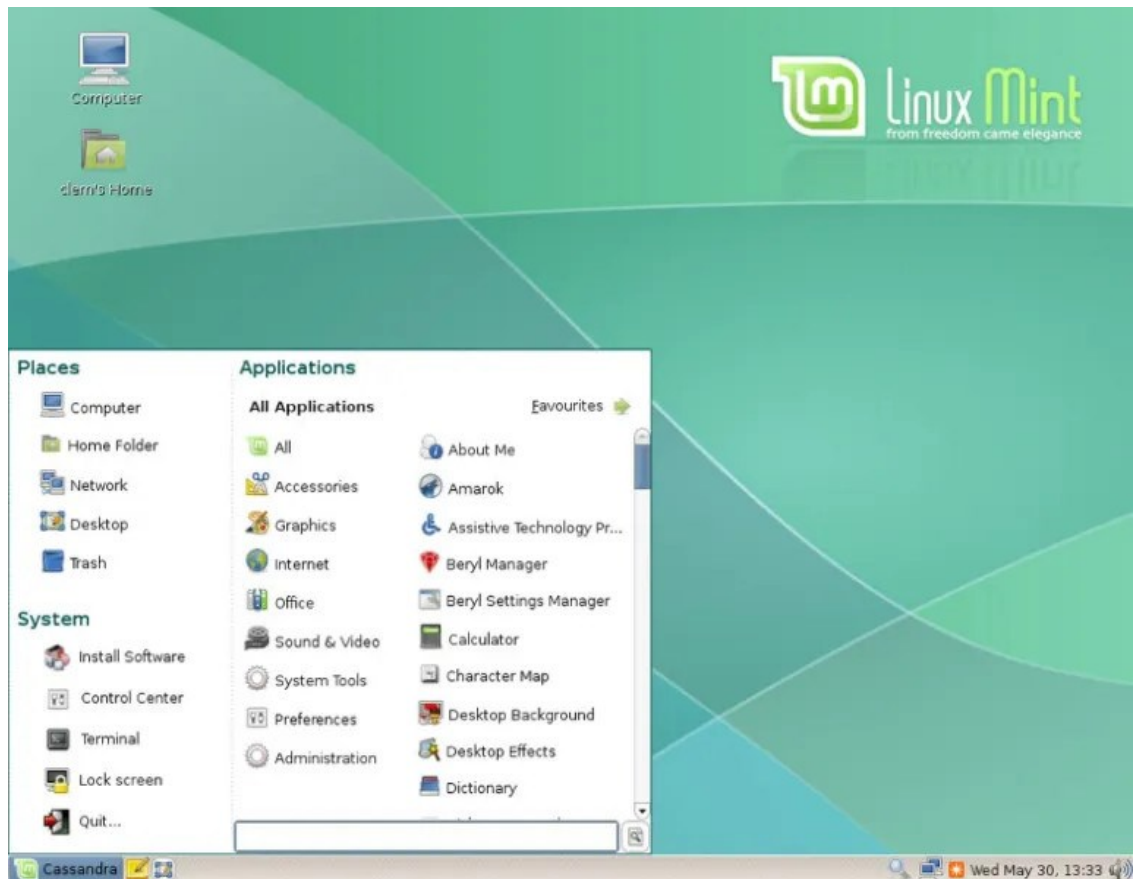 Computer
clem's Home
Linux Mint
from freedom came elegance
Places
Computer
Home Folder
Network
Desktop
Trash
System
Install Software
Control Center
Terminal
Lock screen
Quit...
Applications
All Applications
Favourites
All
Accessories
Graphics
Internet
Office
Sound & Video
System Tools
Preferences
Administration
About Me
Amarok
Assistive Technology Pr...
Beryl Manager
Beryl Settings Manager
Calculator
Character Map
Desktop Background
Desktop Effects
Dictionary
Cassandra
Wed May 30, 13:33